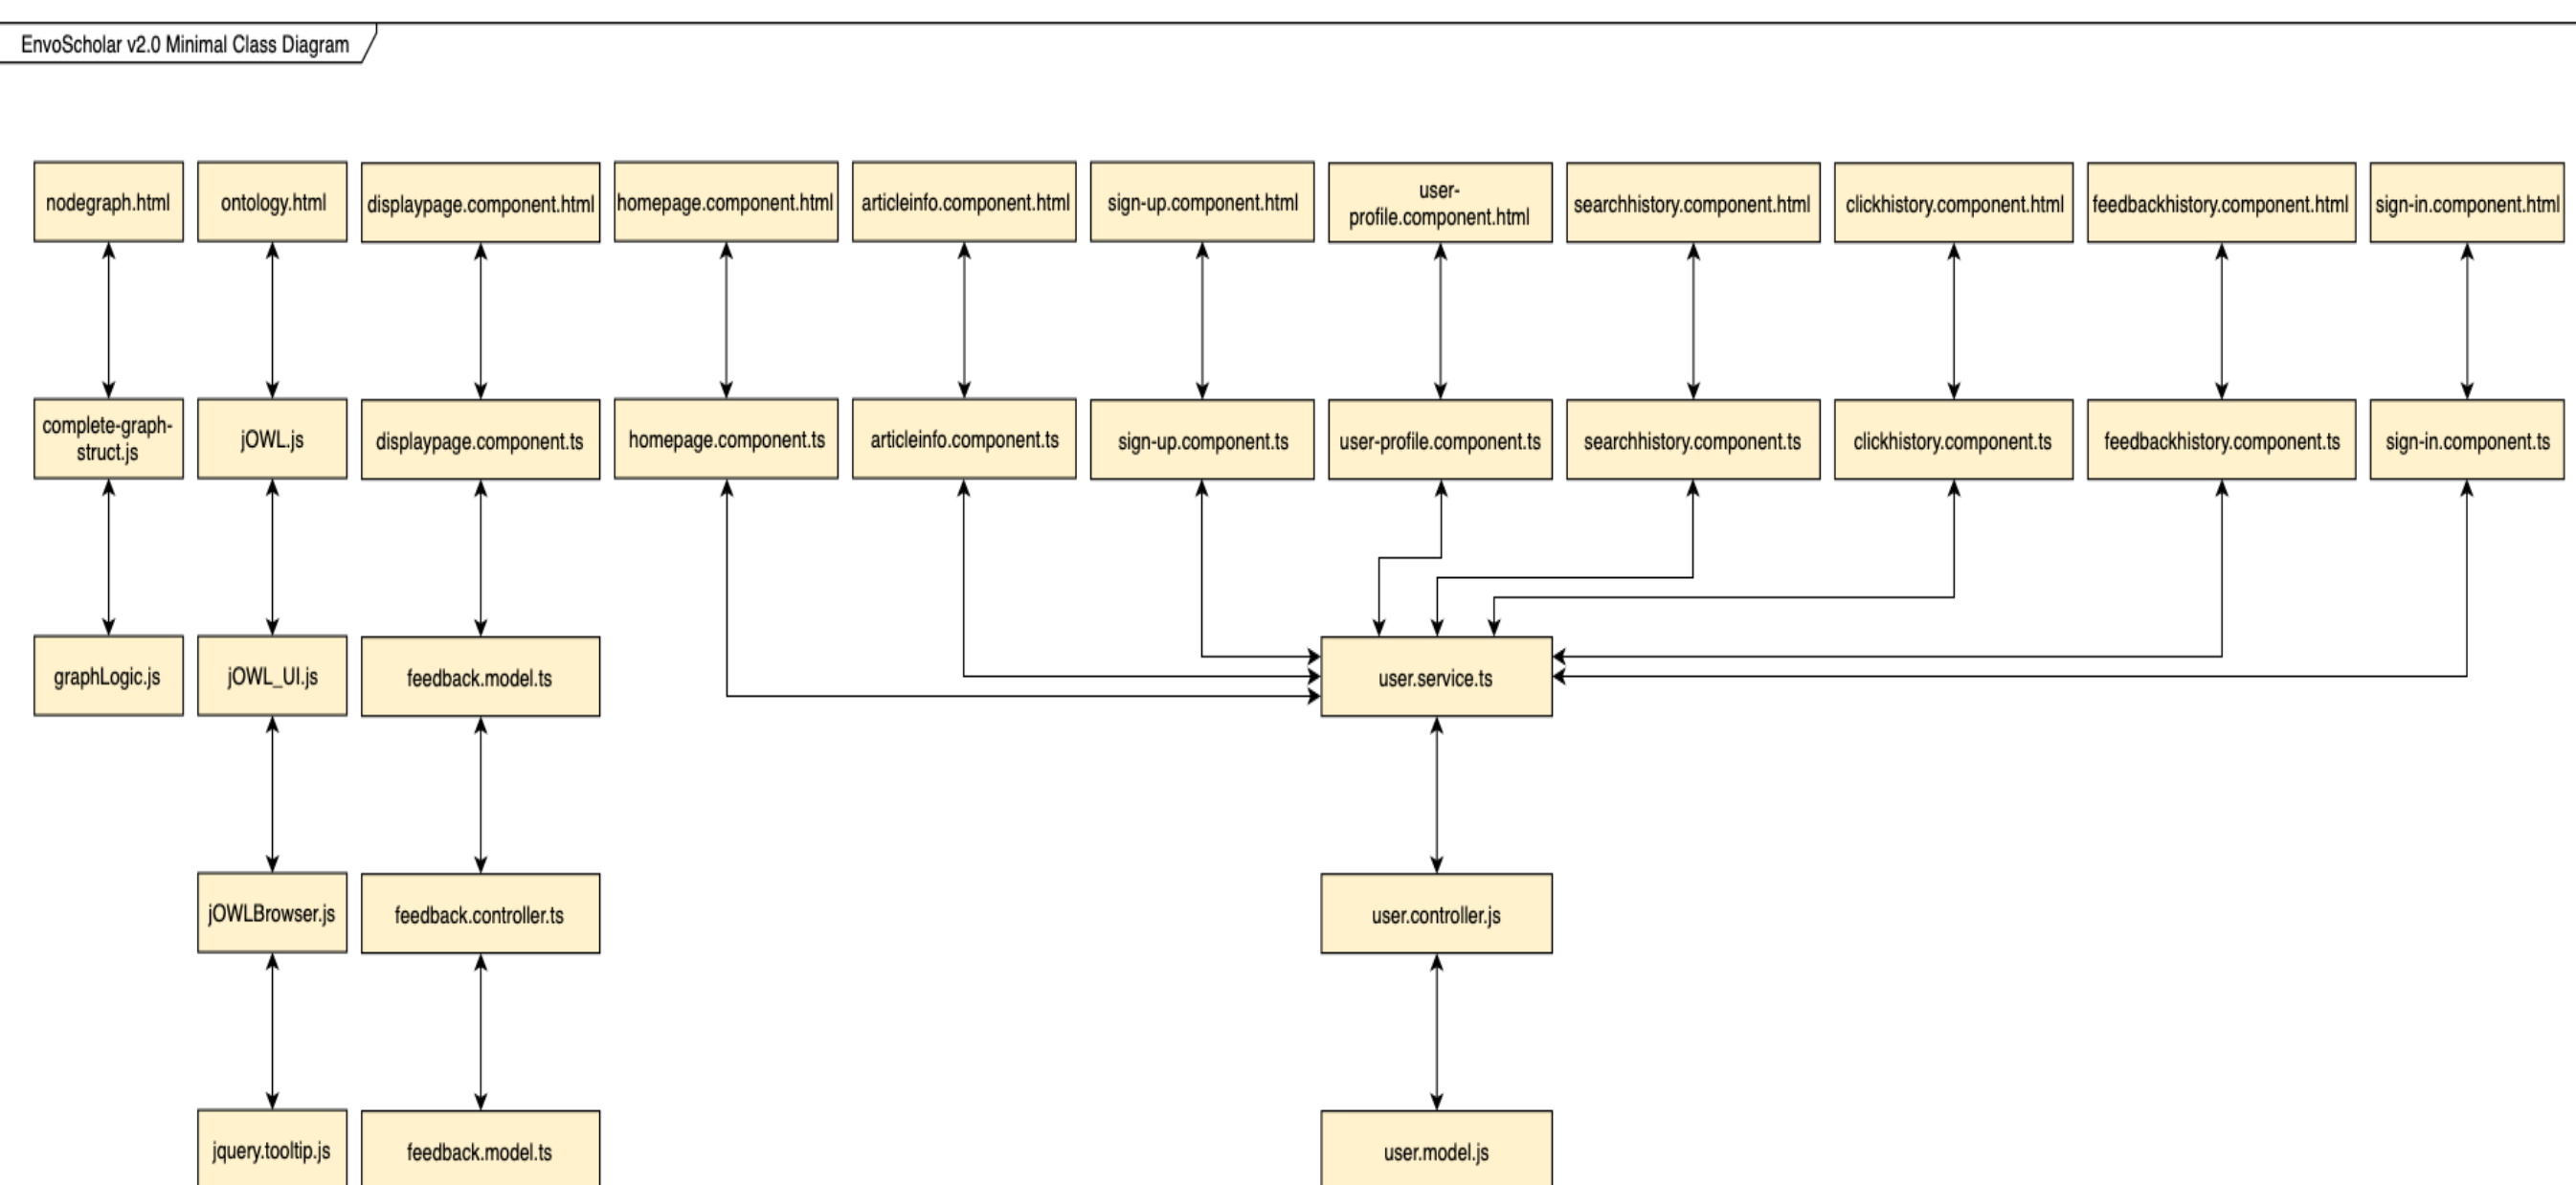 EnvoScholar v2.0 Minimal Class Diagram
nodegraph.html
ontology.html
displaypage.component.html
homepage.component.html
articleinfo.component.html
sign-up.component.html
user-
profile.component.html
searchhistory.component.html
clickhistory.component.html
feedbackhistory.component.html
sign-in.component.html
complete-graph-
struct.js
jOWL.js
displaypage.component.ts
homepage.component.ts
articleinfo.component.ts
sign-up.component.ts
user-profile.component.ts
searchhistory.component.ts
clickhistory.component.ts
feedbackhistory.component.ts
sign-in.component.ts
graphLogic.js
jOWL_UI.js
feedback.model.ts
user.service.ts
jOWLBrowser.js
feedback.controller.ts
user.controller.js
jquery.tooltip.js
feedback.model.ts
user.model.js